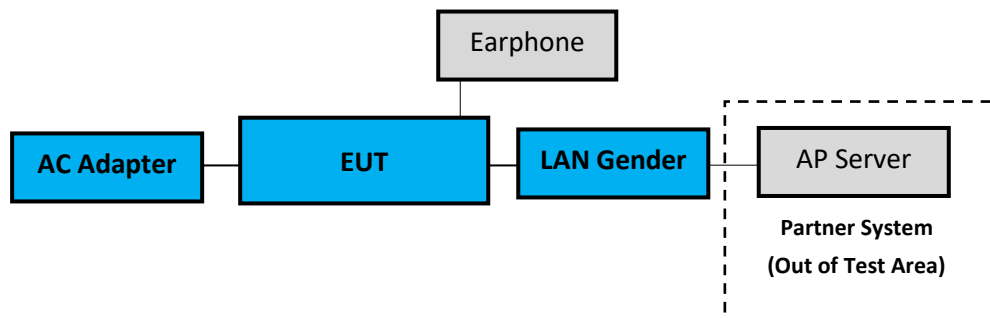 Earphone
AC Adapter
EUT
LAN Gender
AP Server
Partner System
(Out of Test Area)